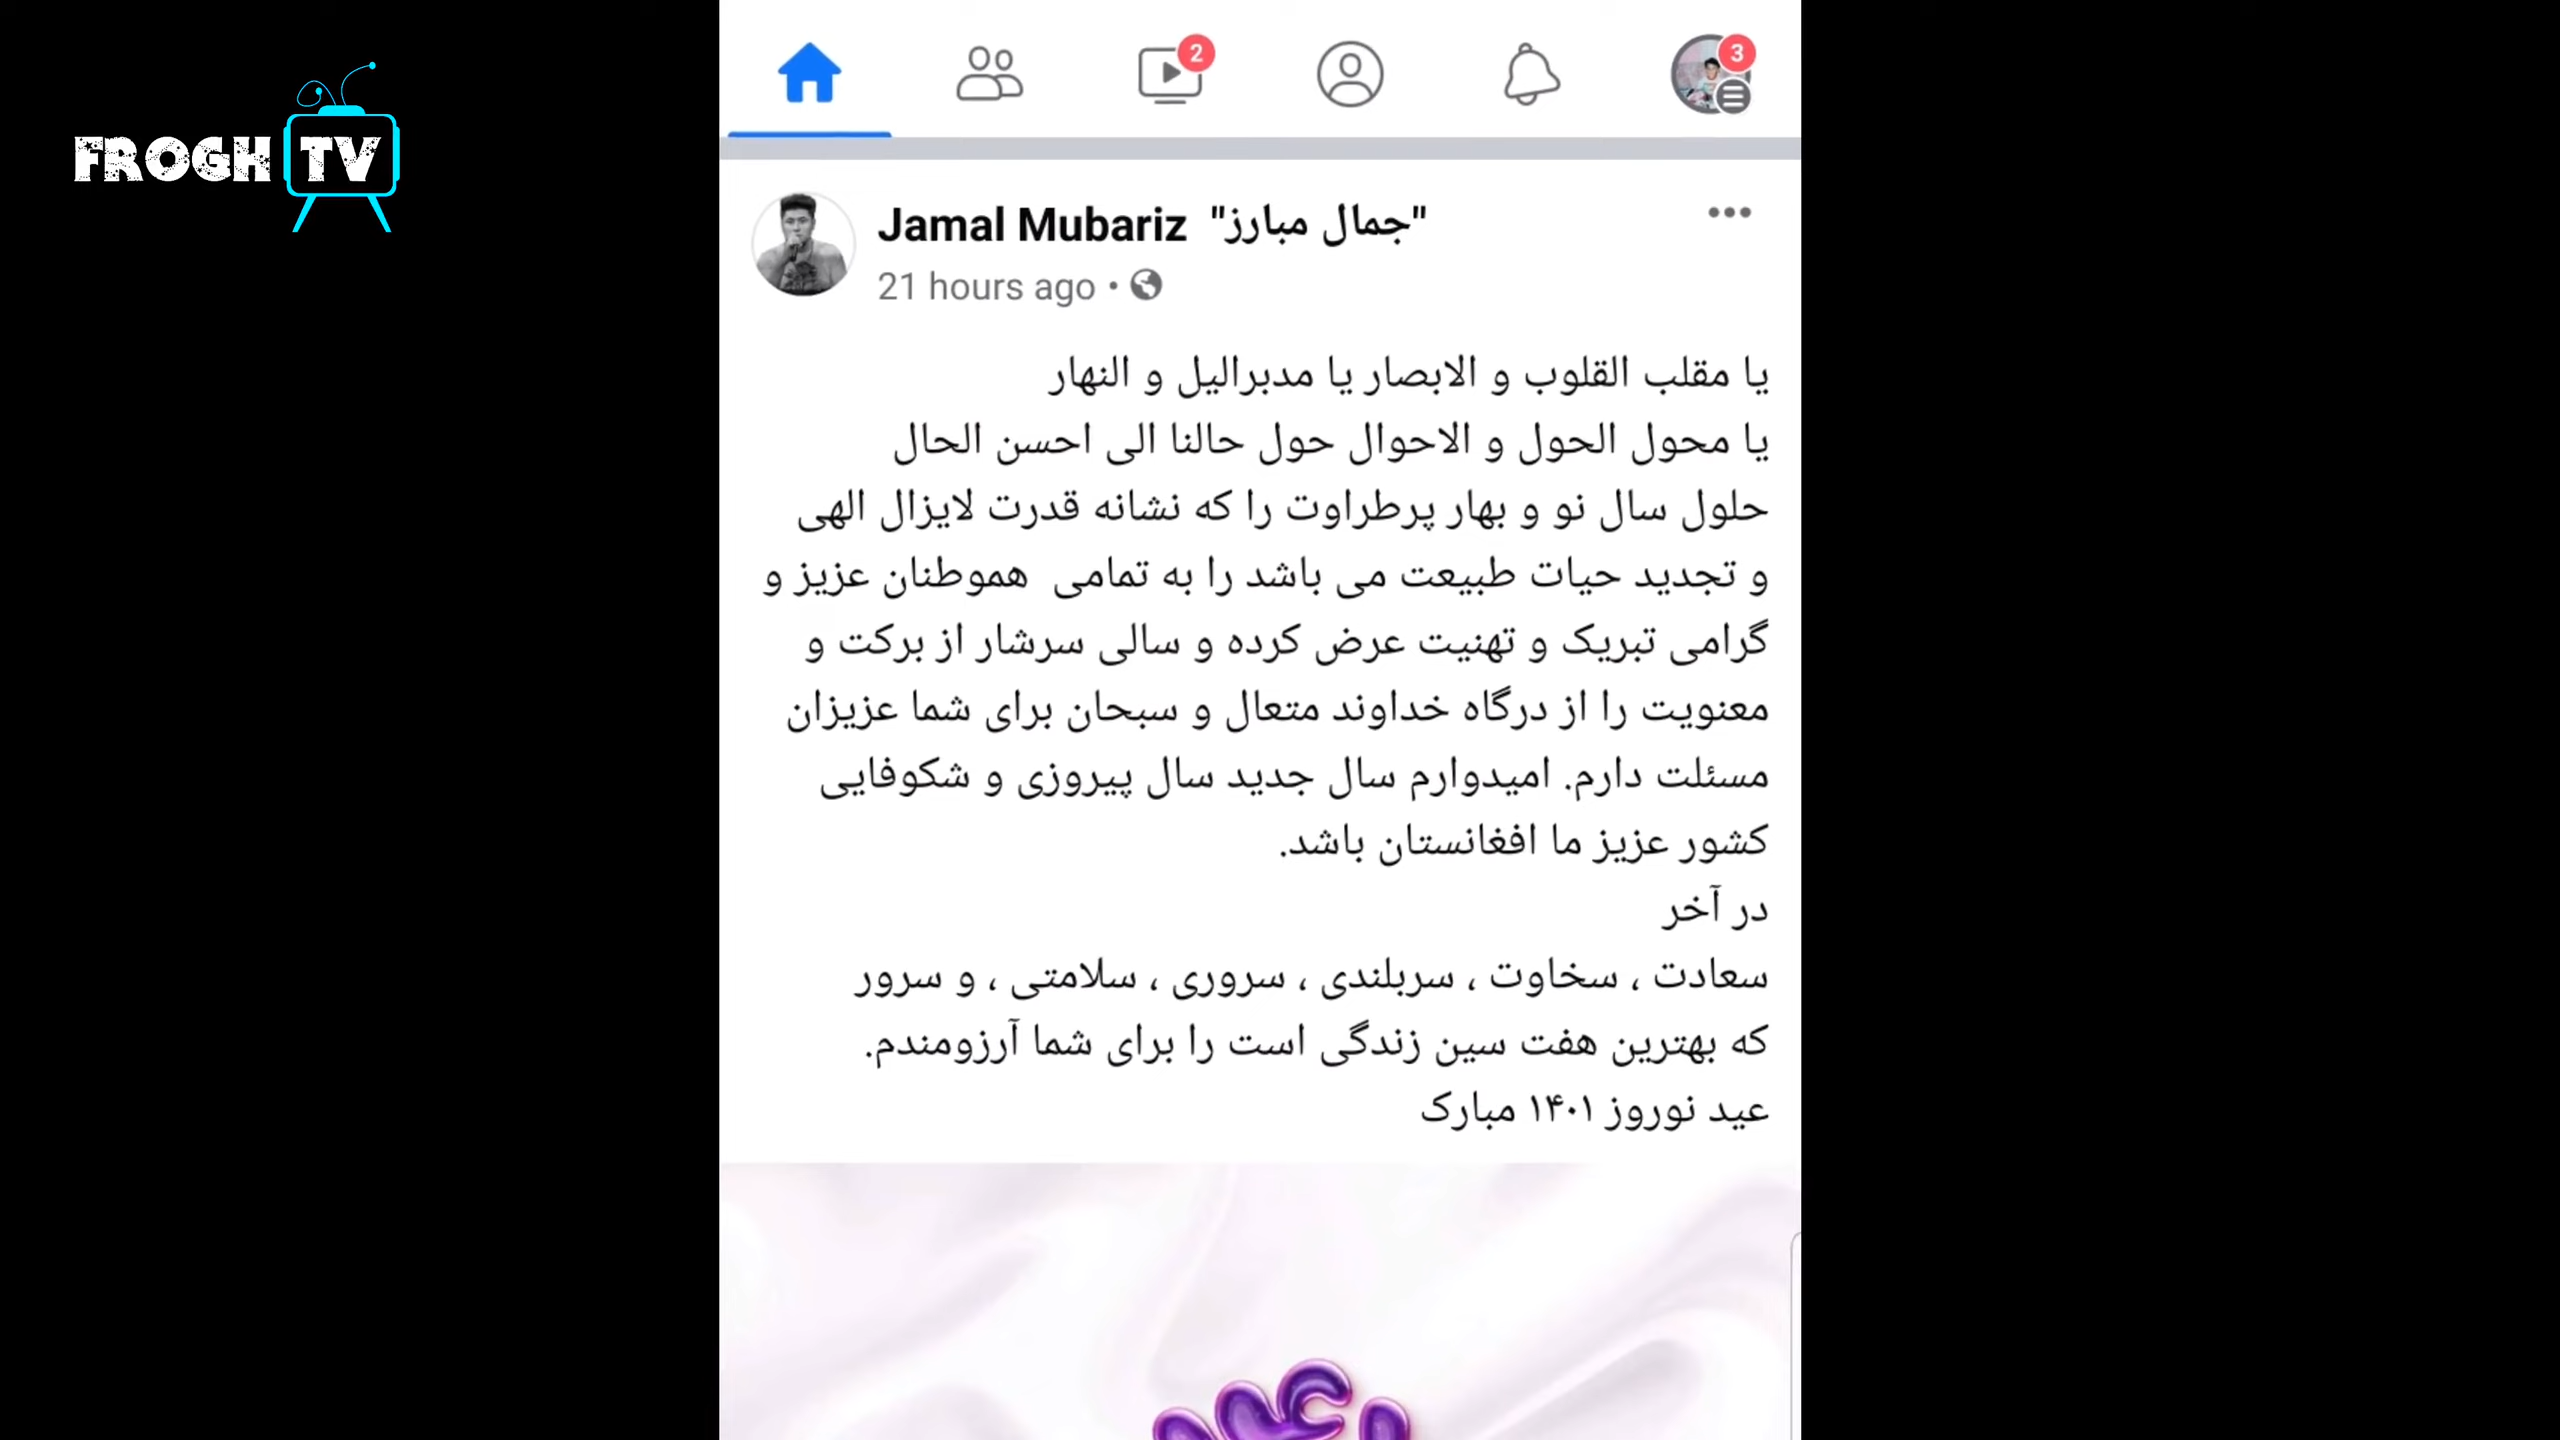 FROGH TV
2
3
Jamal Mubariz "جمال مبارز"
21 hours ago
یا مقلب القلوب و الابصار یا مدبرالیل و النهار
یا محول الحول و الاحوال حول حالنا الی احسن الحال
حلول سال نو و بهار پرطراوت را که نشانه قدرت لایزال الهی
و تجدید حیات طبیعت می باشد را به تمامی هموطنان عزیز و
گرامی تبریک و تهنیت عرض کرده و سالی سرشار از برکت و
معنویت را از درگاه خداوند متعال و سبحان برای شما عزیزان
مسئلت دارم. امیدوارم سال جدید سال پیروزی و شکوفایی
کشور عزیز ما افغانستان باشد.
در آخر
سعادت ، سخاوت ، سربلندی ، سروری ، سلامتی ، و سرور
که بهترین هفت سین زندگی است را برای شما آرزومندم.
عید نوروز ۱۴۰۱ مبارک